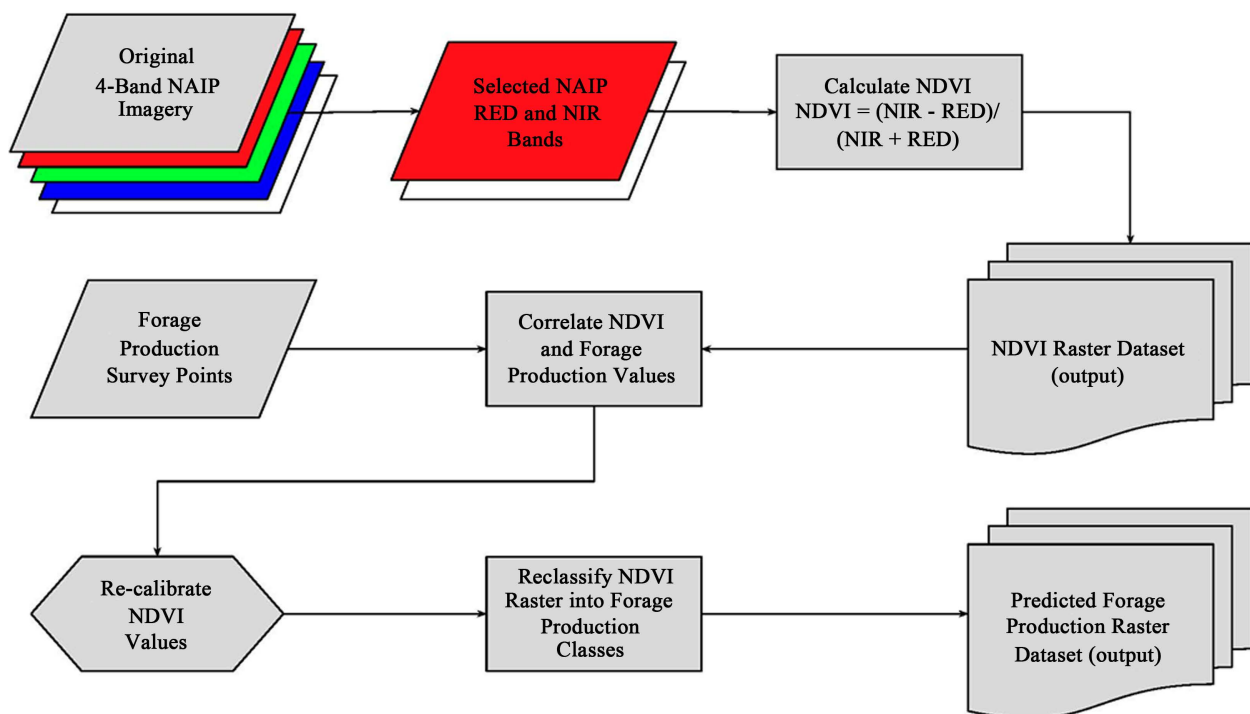 Original
4-Band NAIP
Imagery
Selected NAIP
RED and NIR
Bands
Calculate NDVI
NDVI = (NIR - RED)/
(NIR + RED)
Forage
Production
Survey Points
Correlate NDVI
and Forage
Production Values
NDVI Raster Dataset
(output)
Re-calibrate
NDVI
Values
Reclassify NDVI
Raster into Forage
Production
Classes
Predicted Forage
Production Raster
Dataset (output)